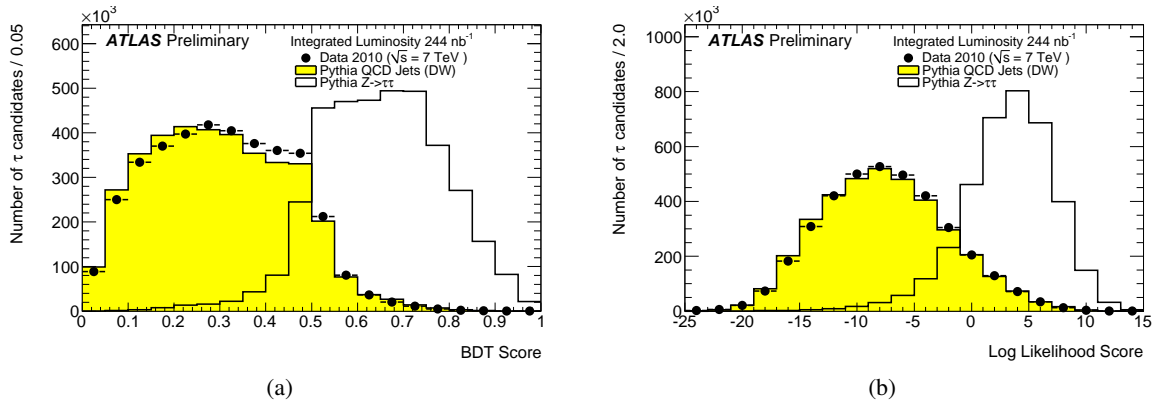 ×10³
ATLAS Preliminary
Integrated Luminosity 244 nb⁻¹
Data 2010 (√s = 7 TeV )
Pythia QCD Jets (DW)
Pythia Z->ττ
Number of τ candidates / 0.05
600
500
400
300
200
100
0
0 0.1 0.2 0.3 0.4 0.5 0.6 0.7 0.8 0.9 1
BDT Score
(a)
×10³
ATLAS Preliminary
Integrated Luminosity 244 nb⁻¹
Data 2010 (√s = 7 TeV )
Pythia QCD Jets (DW)
Pythia Z->ττ
Number of τ candidates / 2.0
1000
800
600
400
200
0
-25 -20 -15 -10 -5 0 5 10 15
Log Likelihood Score
(b)